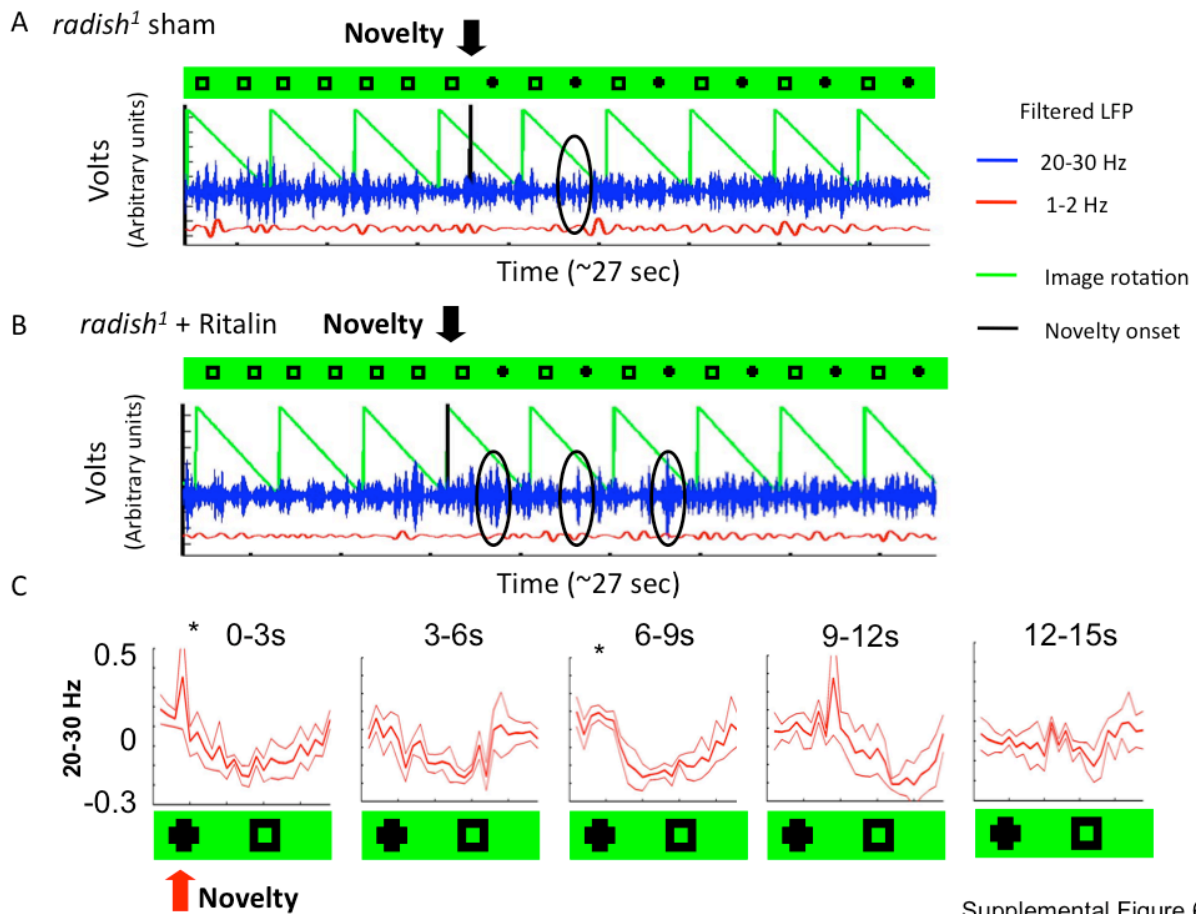 A radish¹ sham
Novelty
Volts
(Arbitrary units)
Time (~27 sec)
Filtered LFP
20-30 Hz
1-2 Hz
Image rotation
Novelty onset
B radish¹ + Ritalin Novelty
Volts
(Arbitrary units)
Time (~27 sec)
C
* 0-3s 3-6s * 6-9s 9-12s 12-15s
20-30 Hz
0.5
0
-0.3
Novelty
Supplemental Figure 6